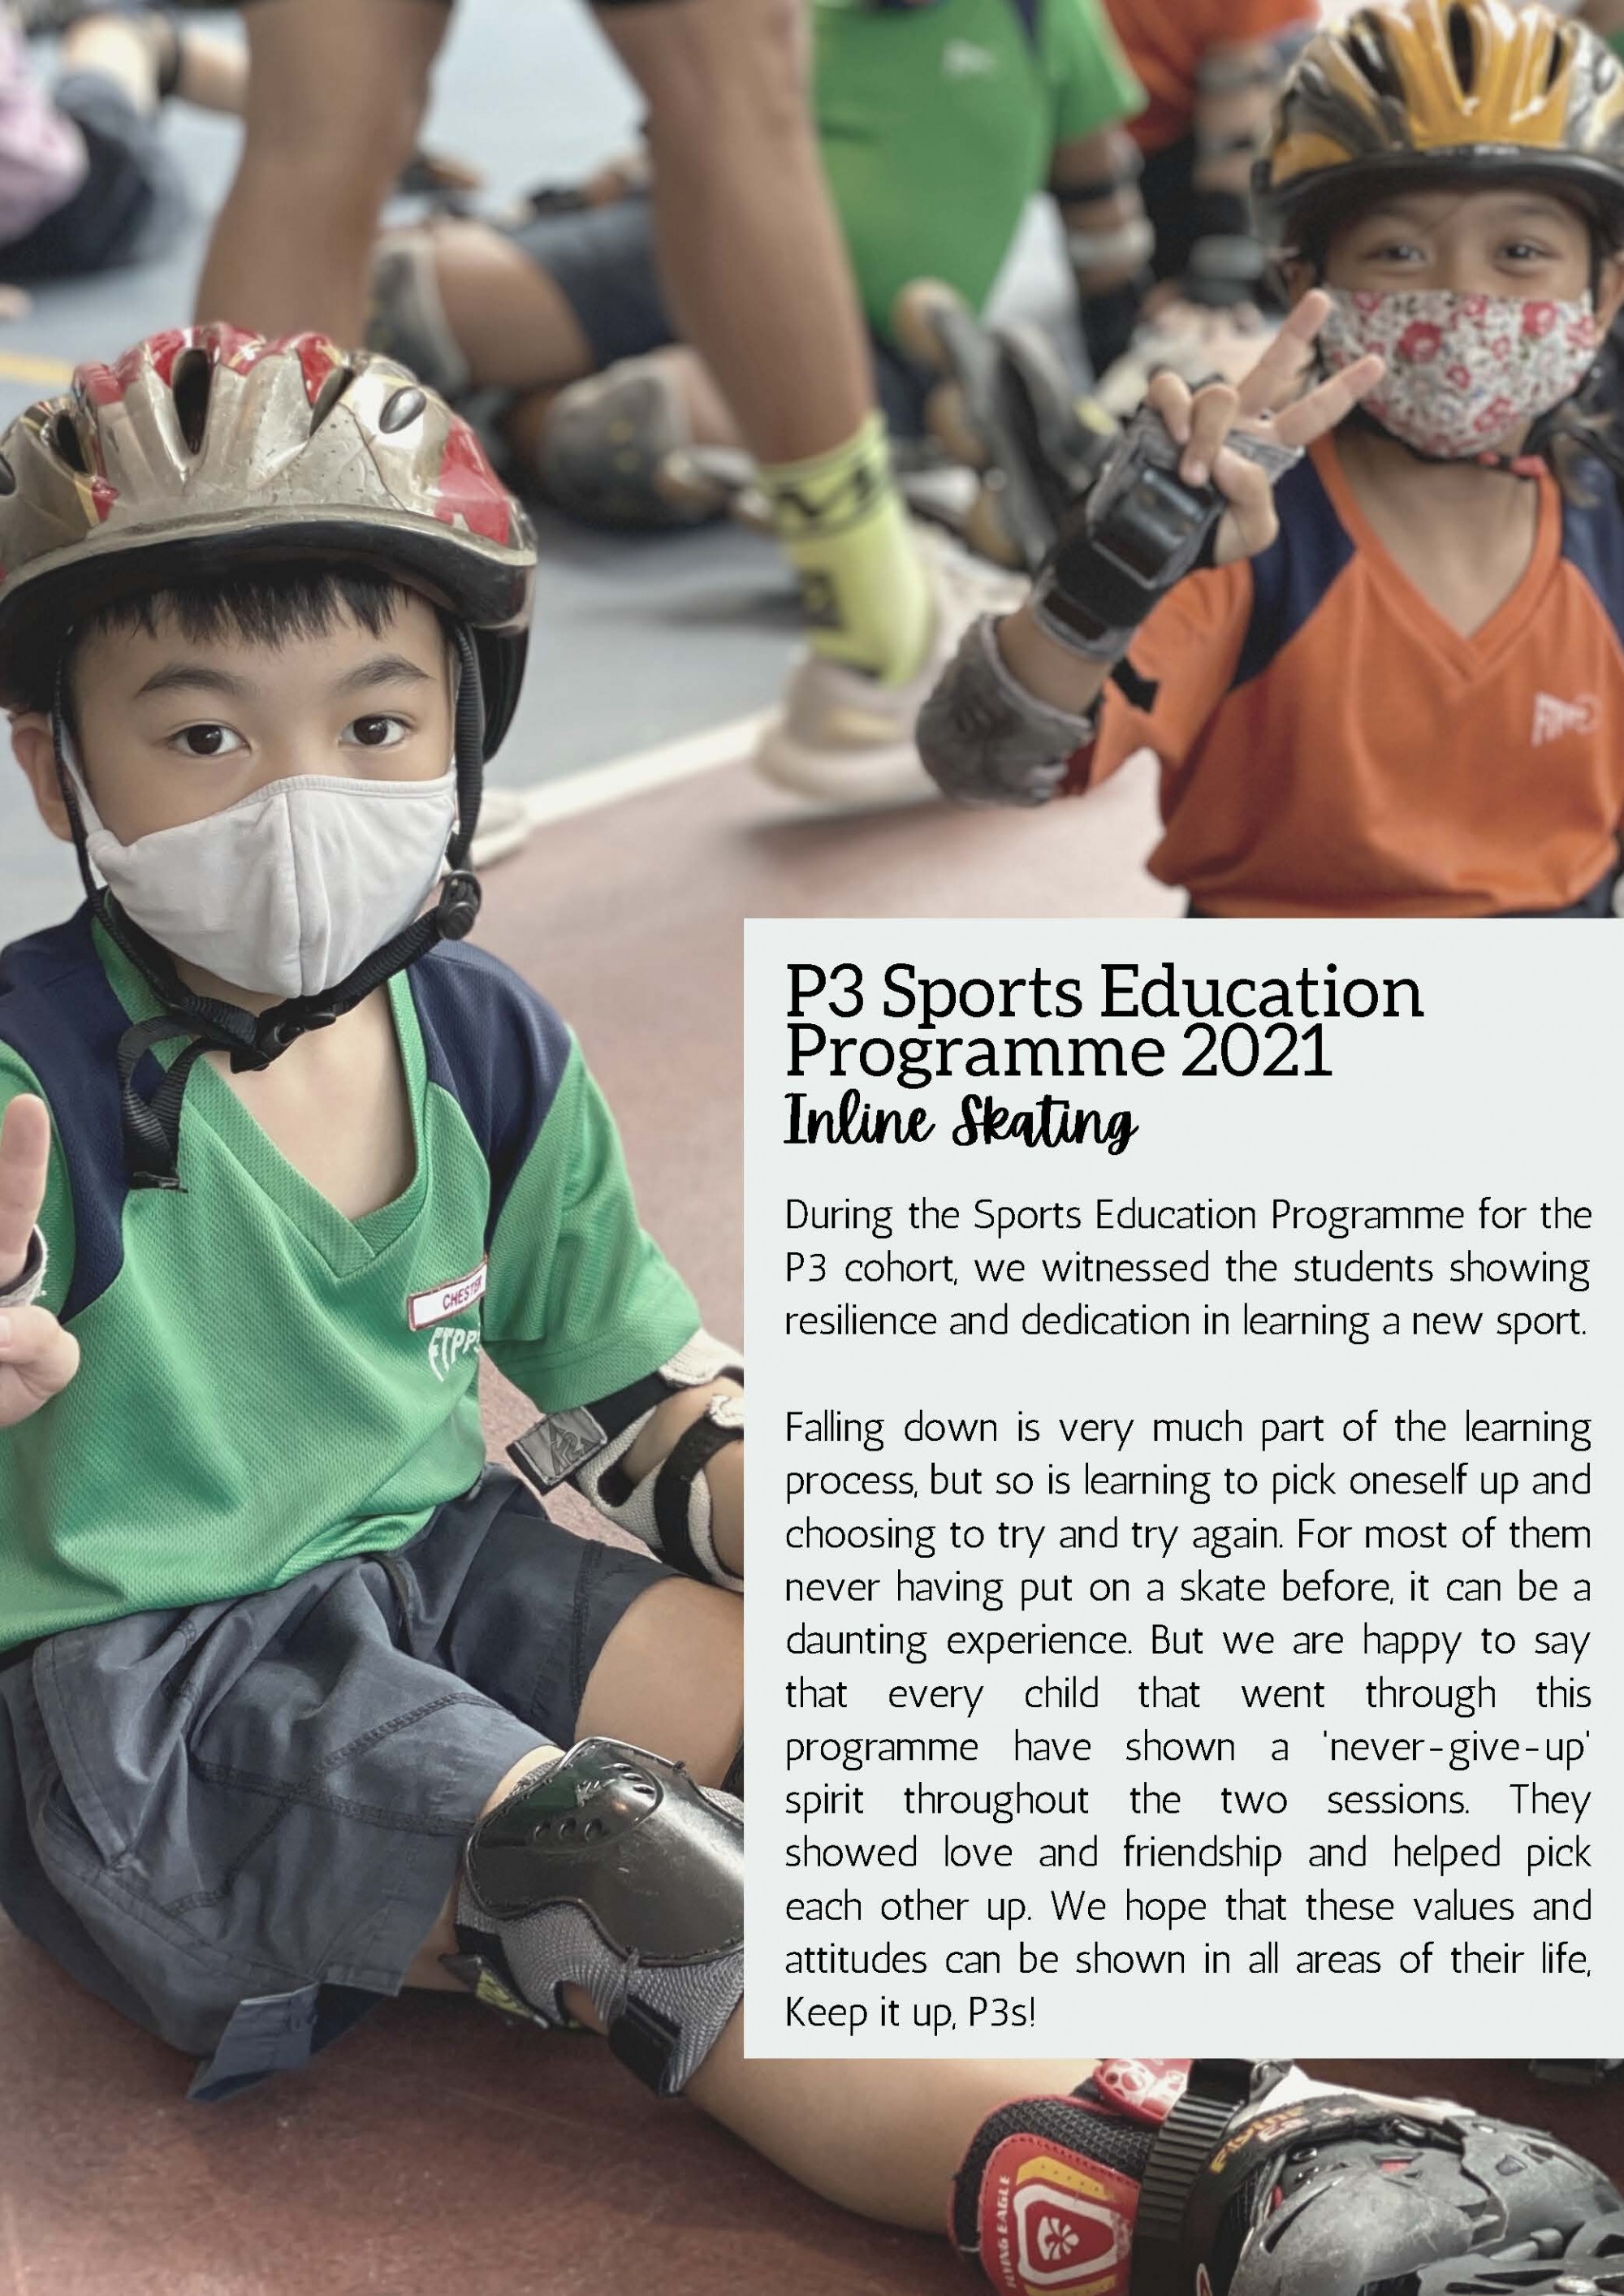 P3 Sports Education
Programme 2021
Inline Skating
During the Sports Education Programme for the
P3 cohort, we witnessed the students showing
resilience and dedication in learning a new sport.
Falling down is very much part of the learning
process, but so is learning to pick oneself up and
choosing to try and try again. For most of them
never having put on a skate before, it can be a
daunting experience. But we are happy to say
that every child that went through this
programme have shown a 'never-give-up'
spirit throughout the two sessions. They
showed love and friendship and helped pick
each other up. We hope that these values and
attitudes can be shown in all areas of their life,
Keep it up, P3s!
CHESTE
FTPPS
FLYING EAGLE